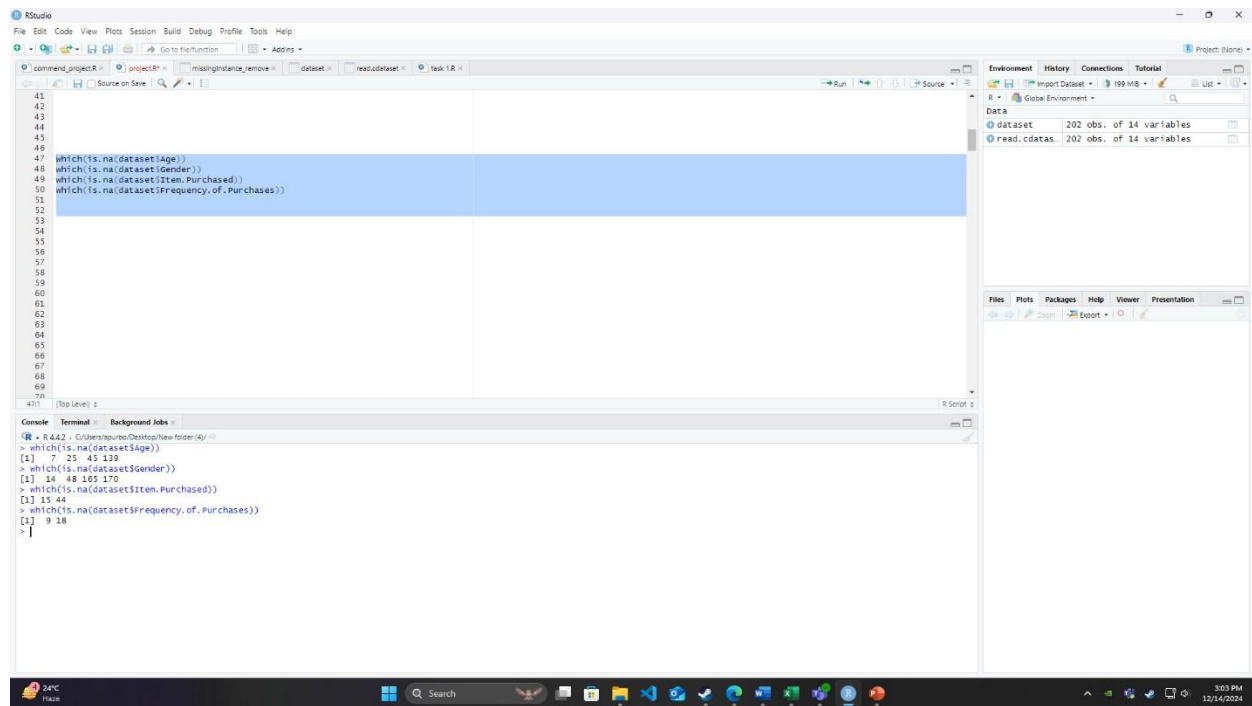 RStudio
File Edit Code View Plots Session Build Debug Profile Tools Help
Go to file/function Addins Project: (None)
commend_project.R project.R* missingInstance_remove dataset read.cdataset task 1.R
Source on Save Run Source
41
42
43
44
45
46
47 which(is.na(dataset$Age))
48 which(is.na(dataset$Gender))
49 which(is.na(dataset$Item.Purchased))
50 which(is.na(dataset$Frequency.of.Purchases))
51
52
53
54
55
56
57
58
59
60
61
62
63
64
65
66
67
68
69
70
47:1 (Top Level) R Script
Console Terminal Background Jobs
R 4.4.2 · C:/Users/apurbo/Desktop/New folder (4)/
> which(is.na(dataset$Age))
[1] 7 25 45 139
> which(is.na(dataset$Gender))
[1] 14 48 165 170
> which(is.na(dataset$Item.Purchased))
[1] 15 44
> which(is.na(dataset$Frequency.of.Purchases))
[1] 9 18
>
Environment History Connections Tutorial
Import Dataset 199 MiB List
R Global Environment
Data
dataset 202 obs. of 14 variables
read.cdatas… 202 obs. of 14 variables
Files Plots Packages Help Viewer Presentation
Zoom Export
24°C
Haze
Search
3:03 PM
12/14/2024